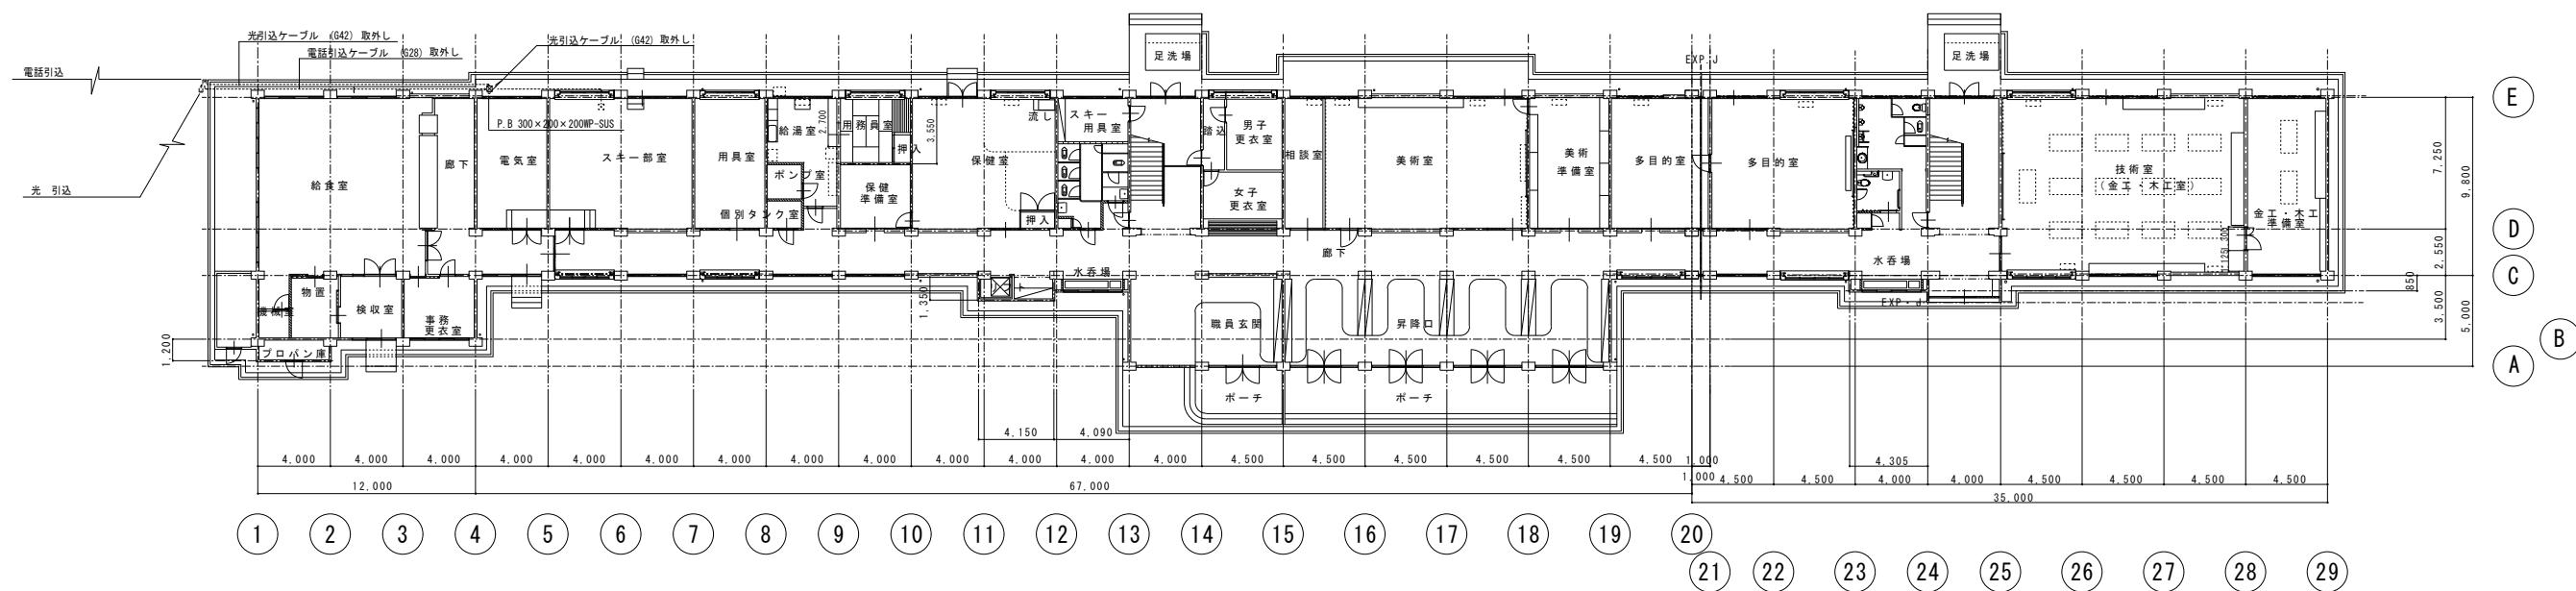 光引込ケーブル (G42) 取外し
電話引込ケーブル (G28) 取外し
光引込ケーブル (G42) 取外し
電話引込
光 引込
P.B 300×200×200WP-SUS
足洗場
足洗場
EXP.J
E
D
C
B
A
給食室
廊下
電気室
スキー部室
用具室
給湯室
2,700
用務員室
押入
3,550
流し
保健室
スキー
用具室
踏込
男子
更衣室
相談室
美術室
美術
準備室
多目的室
多目的室
技術室
(金工・木工室)
金工・木工
準備室
ポンプ室
保健
準備室
個別タンク室
押入
女子
更衣室
廊下
水呑場
水呑場
EXP.J
機械室
物置
検収室
事務
更衣室
プロパン庫
1,200
1,350
職員玄関
昇降口
ポーチ
ポーチ
7,250
9,800
2,550
850
3,500
5,000
4,150
4,090
4,305
4,000
4,000
4,000
4,000
4,000
4,000
4,000
4,000
4,000
4,000
4,000
4,000
4,000
4,500
4,500
4,500
4,500
4,500
4,500
1,000
1,000
4,500
4,500
4,000
4,000
4,500
4,500
4,500
4,500
12,000
67,000
35,000
1
2
3
4
5
6
7
8
9
10
11
12
13
14
15
16
17
18
19
20
21
22
23
24
25
26
27
28
29